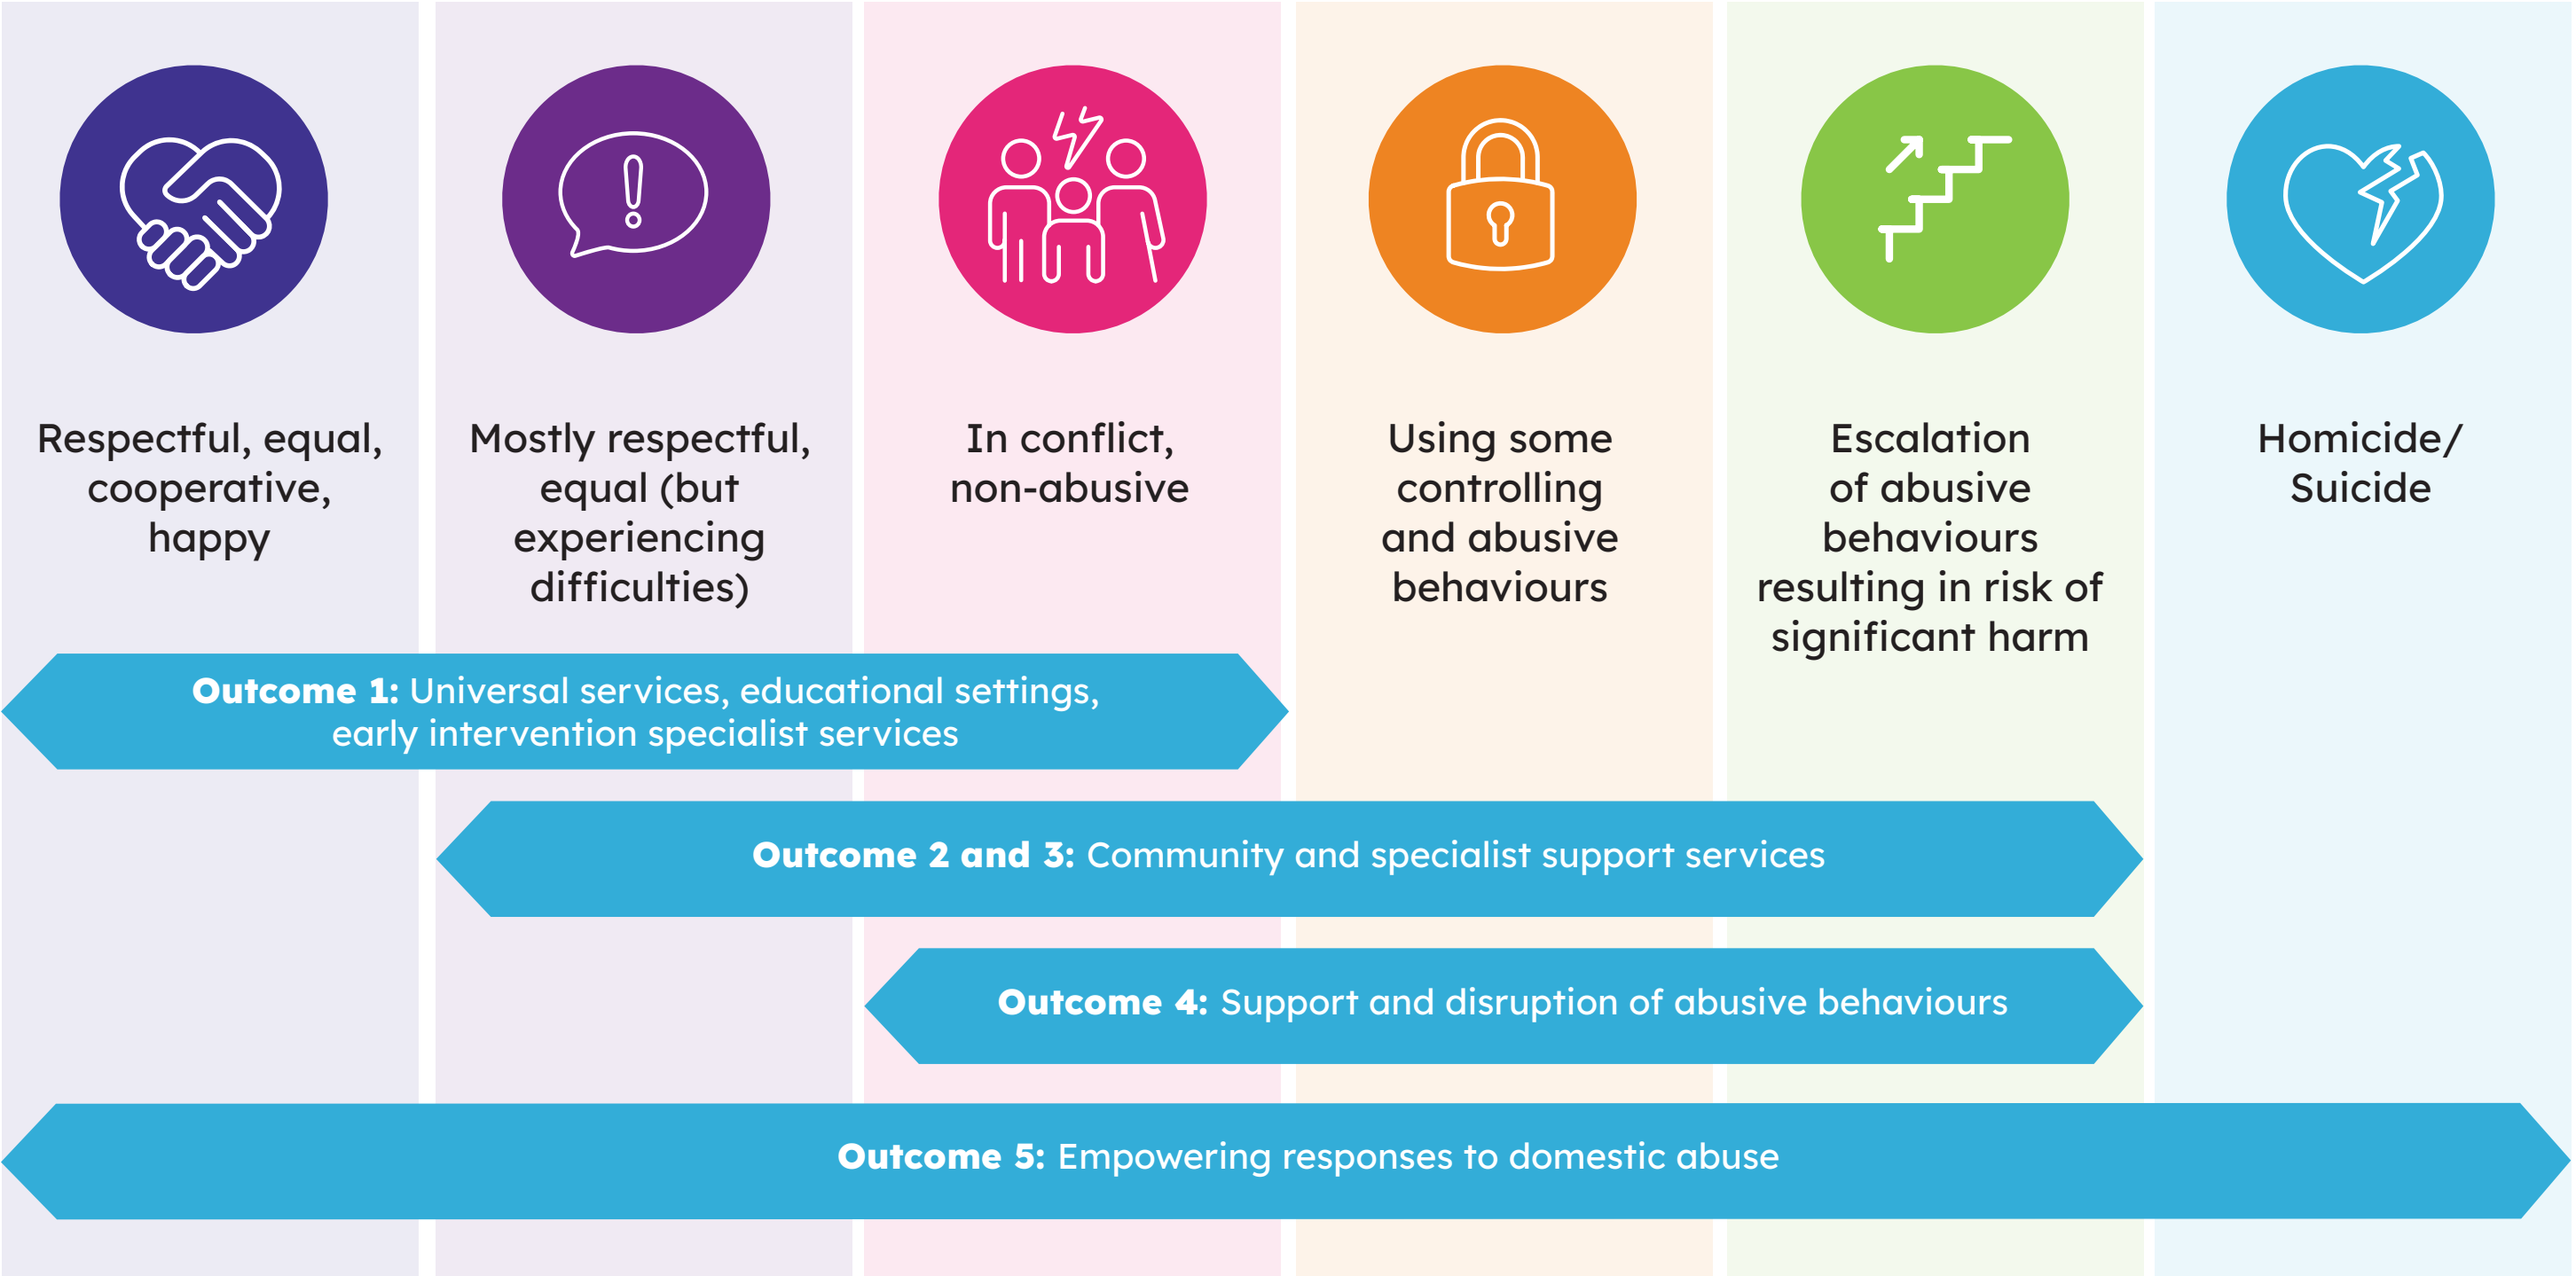 Respectful, equal,
cooperative,
happy
Mostly respectful,
equal (but
experiencing
difficulties)
In conflict,
non-abusive
Using some
controlling
and abusive
behaviours
Escalation
of abusive
behaviours
resulting in risk of
significant harm
Homicide/
Suicide
Outcome 1: Universal services, educational settings,
early intervention specialist services
Outcome 2 and 3: Community and specialist support services
Outcome 4: Support and disruption of abusive behaviours
Outcome 5: Empowering responses to domestic abuse